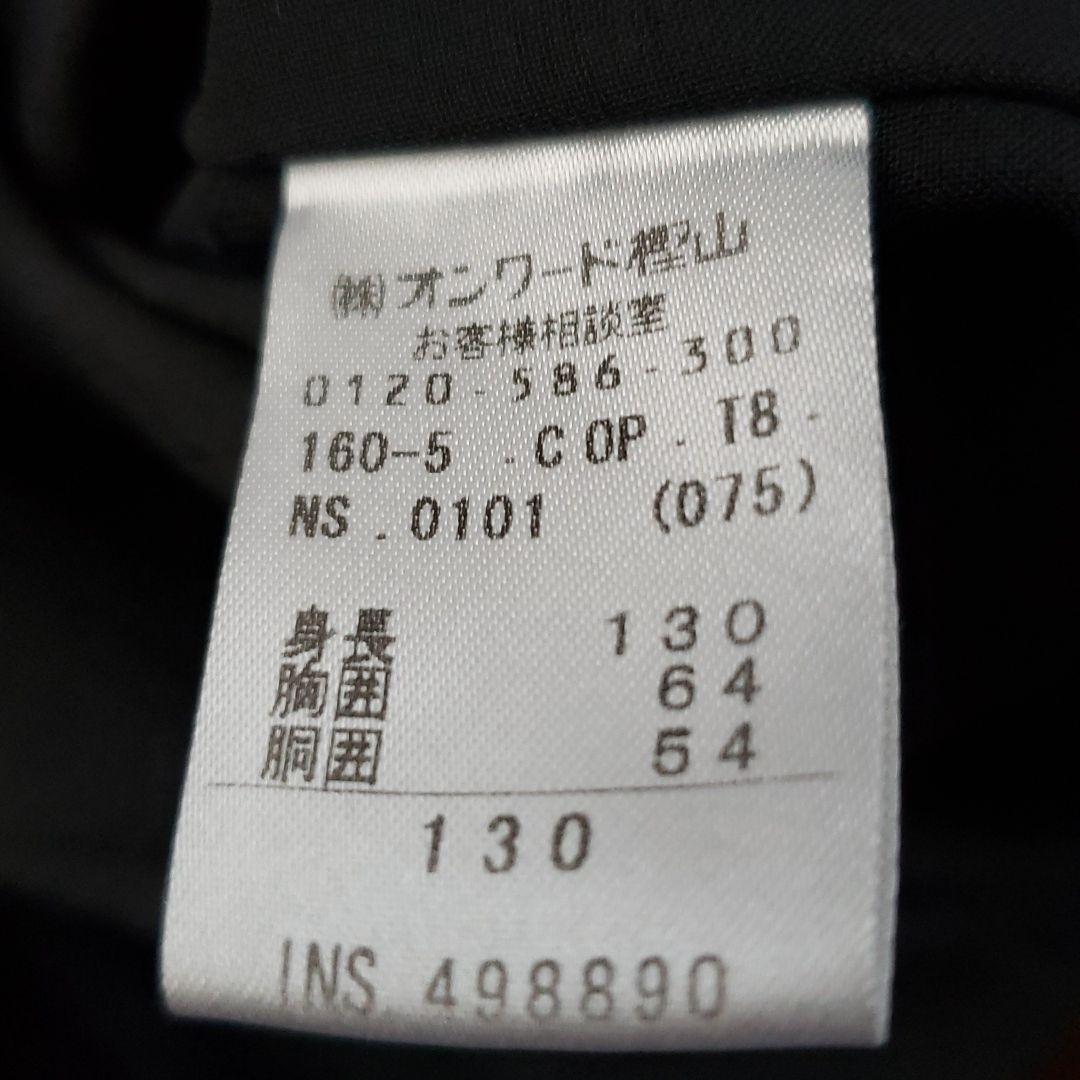 ㈱オンワード樫山
お客様相談室
0120-586-300
160-5 .COP.T8.
NS.0101 (075)
身長 130
胸囲 64
胴囲 54
130
INS.498890